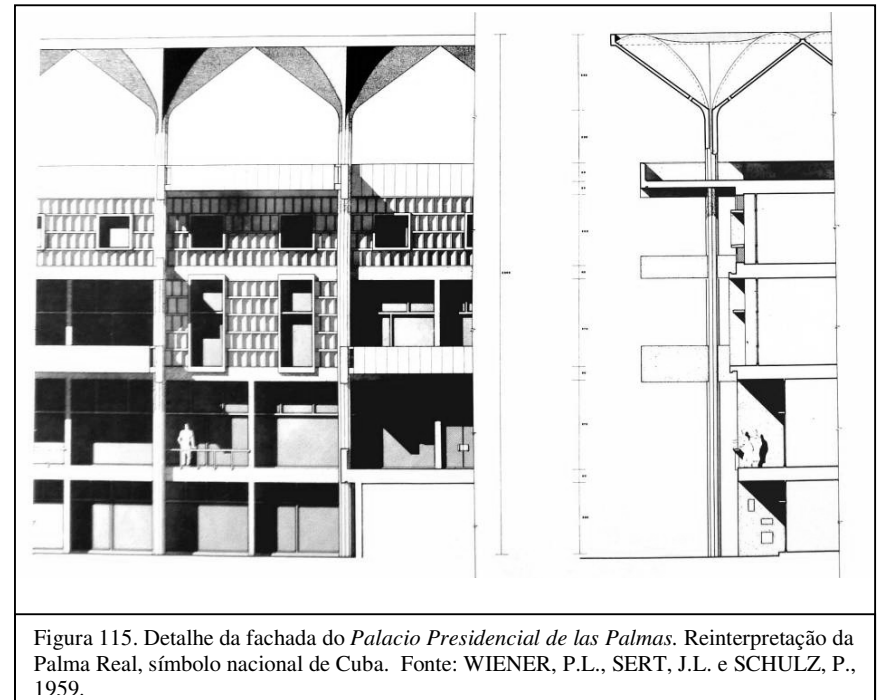 Figura 115. Detalhe da fachada do Palacio Presidencial de las Palmas. Reinterpretação da
Palma Real, símbolo nacional de Cuba.  Fonte: WIENER, P.L., SERT, J.L. e SCHULZ, P.,
1959.